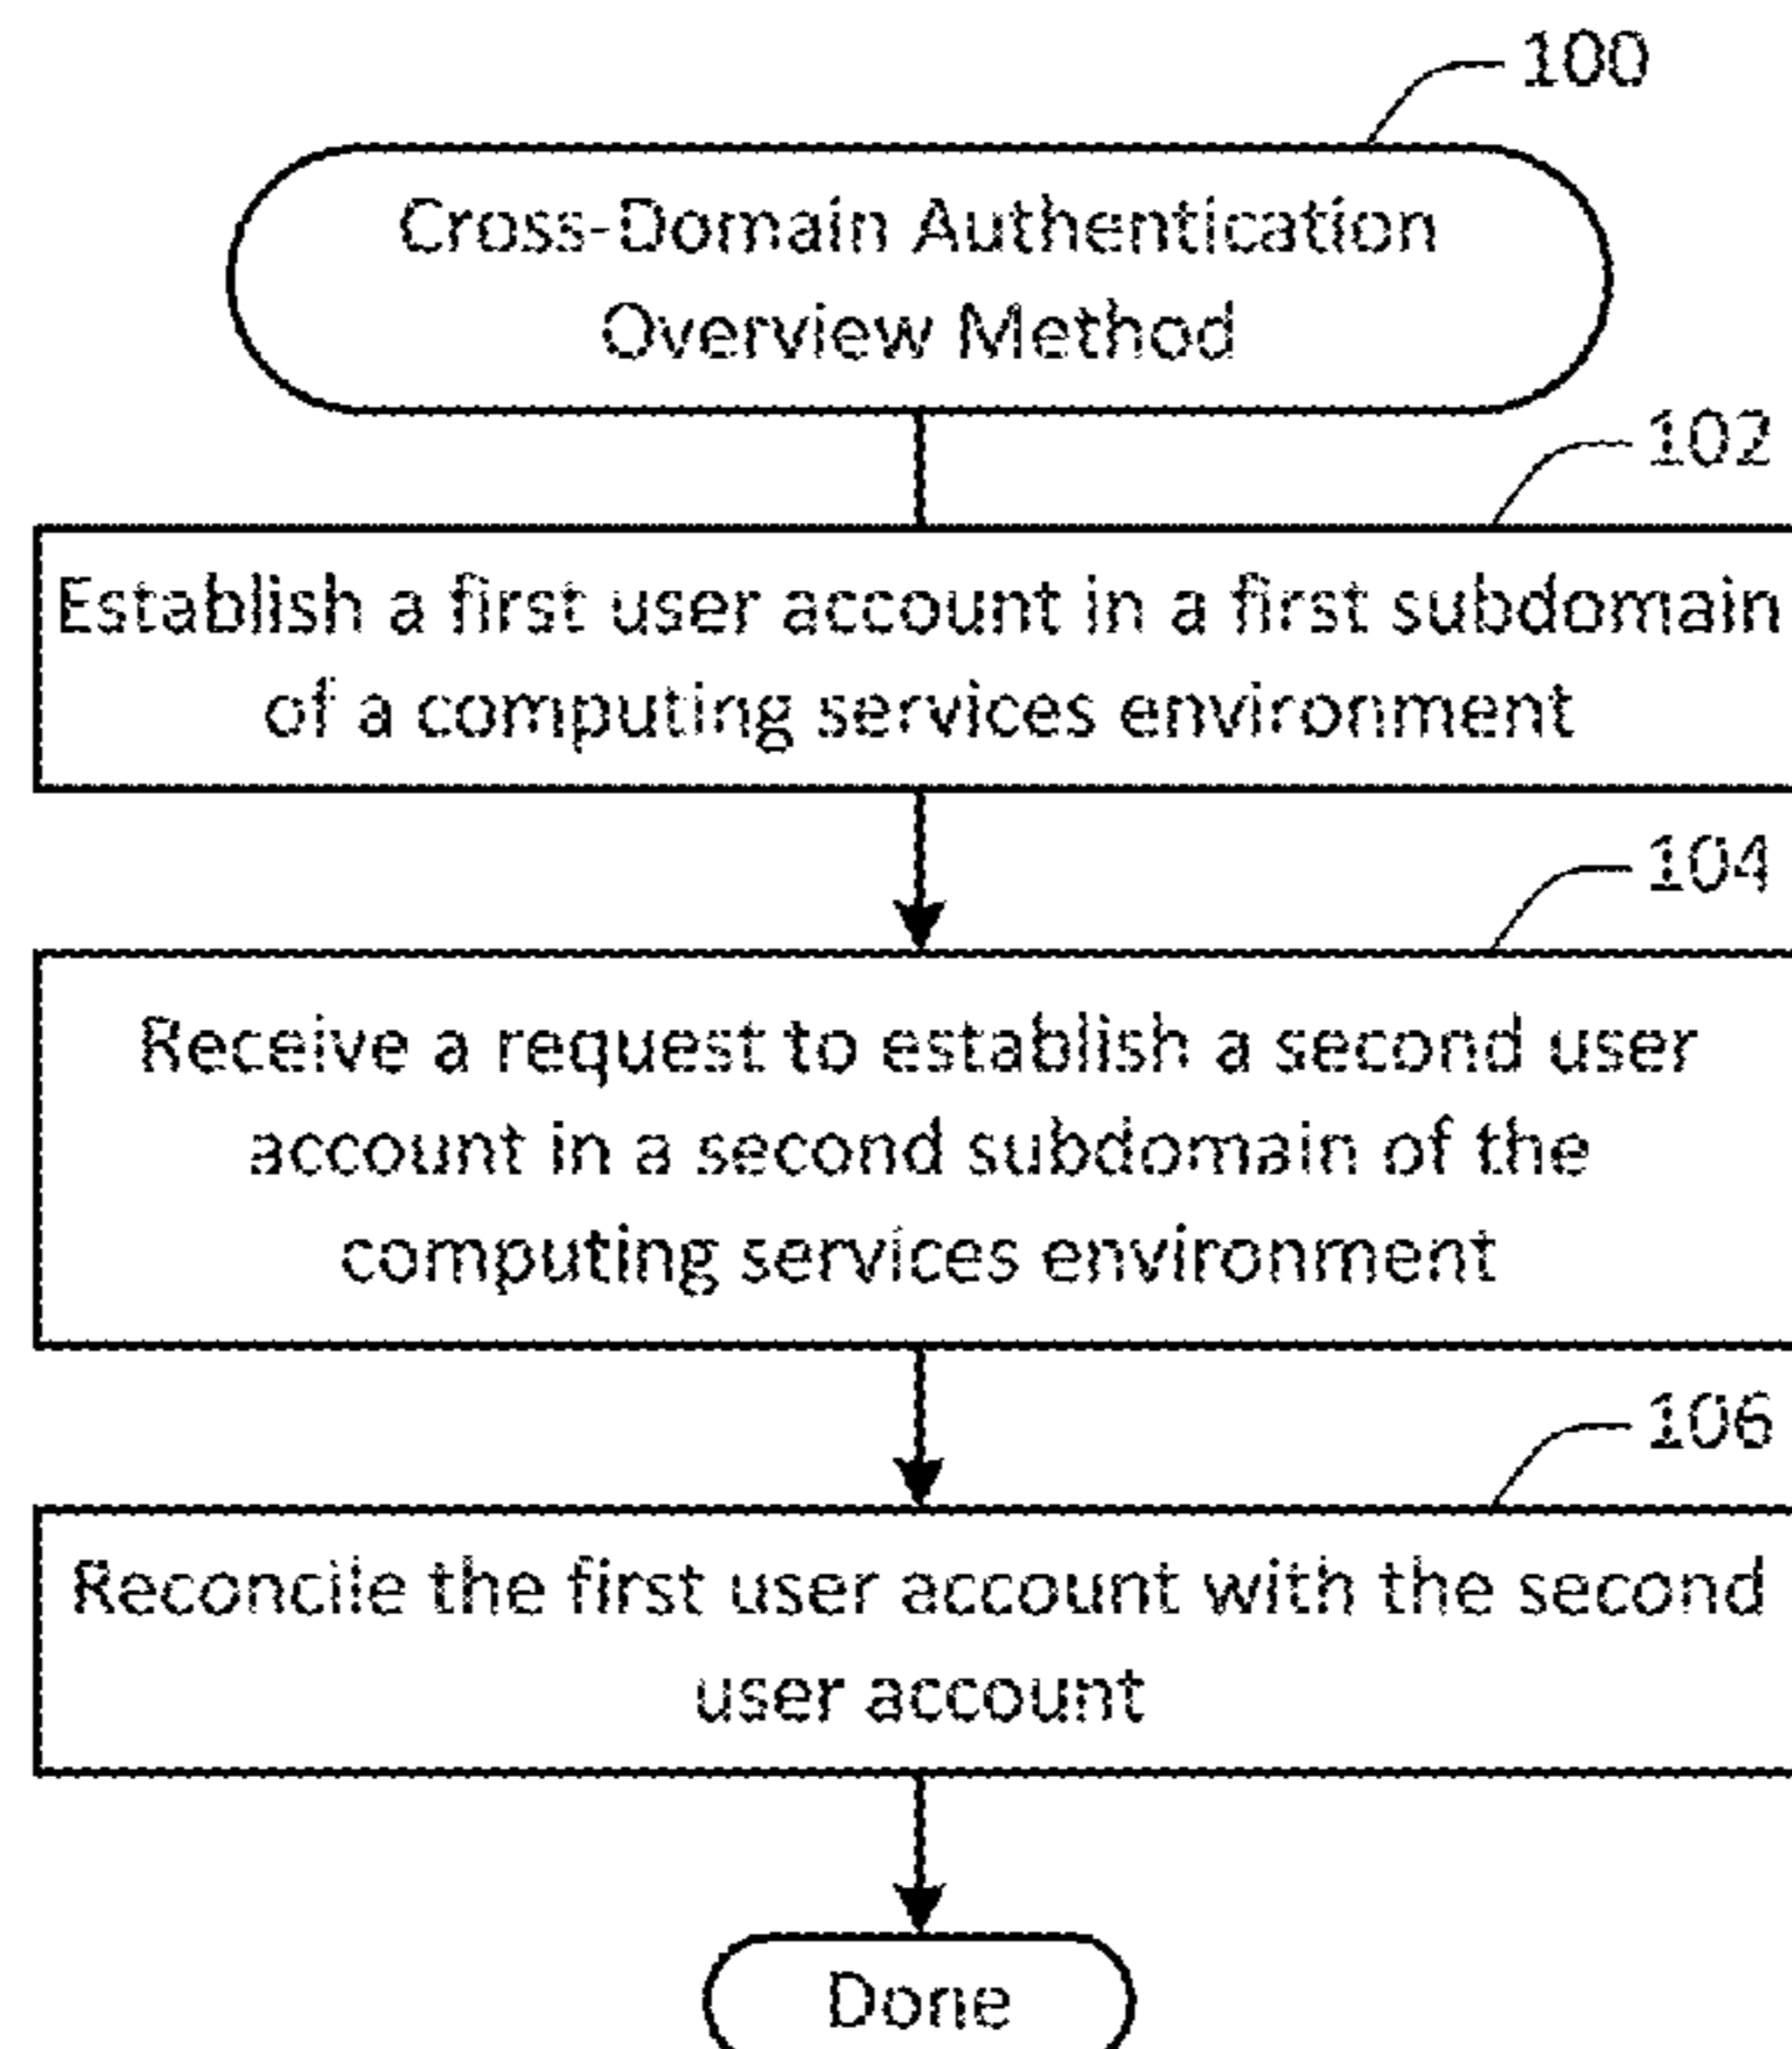 100
Cross-Domain Authentication
Overview Method
102
Establish a first user account in a first subdomain
of a computing services environment
104
Receive a request to establish a second user
account in a second subdomain of the
computing services environment
106
Reconcile the first user account with the second
user account
Done